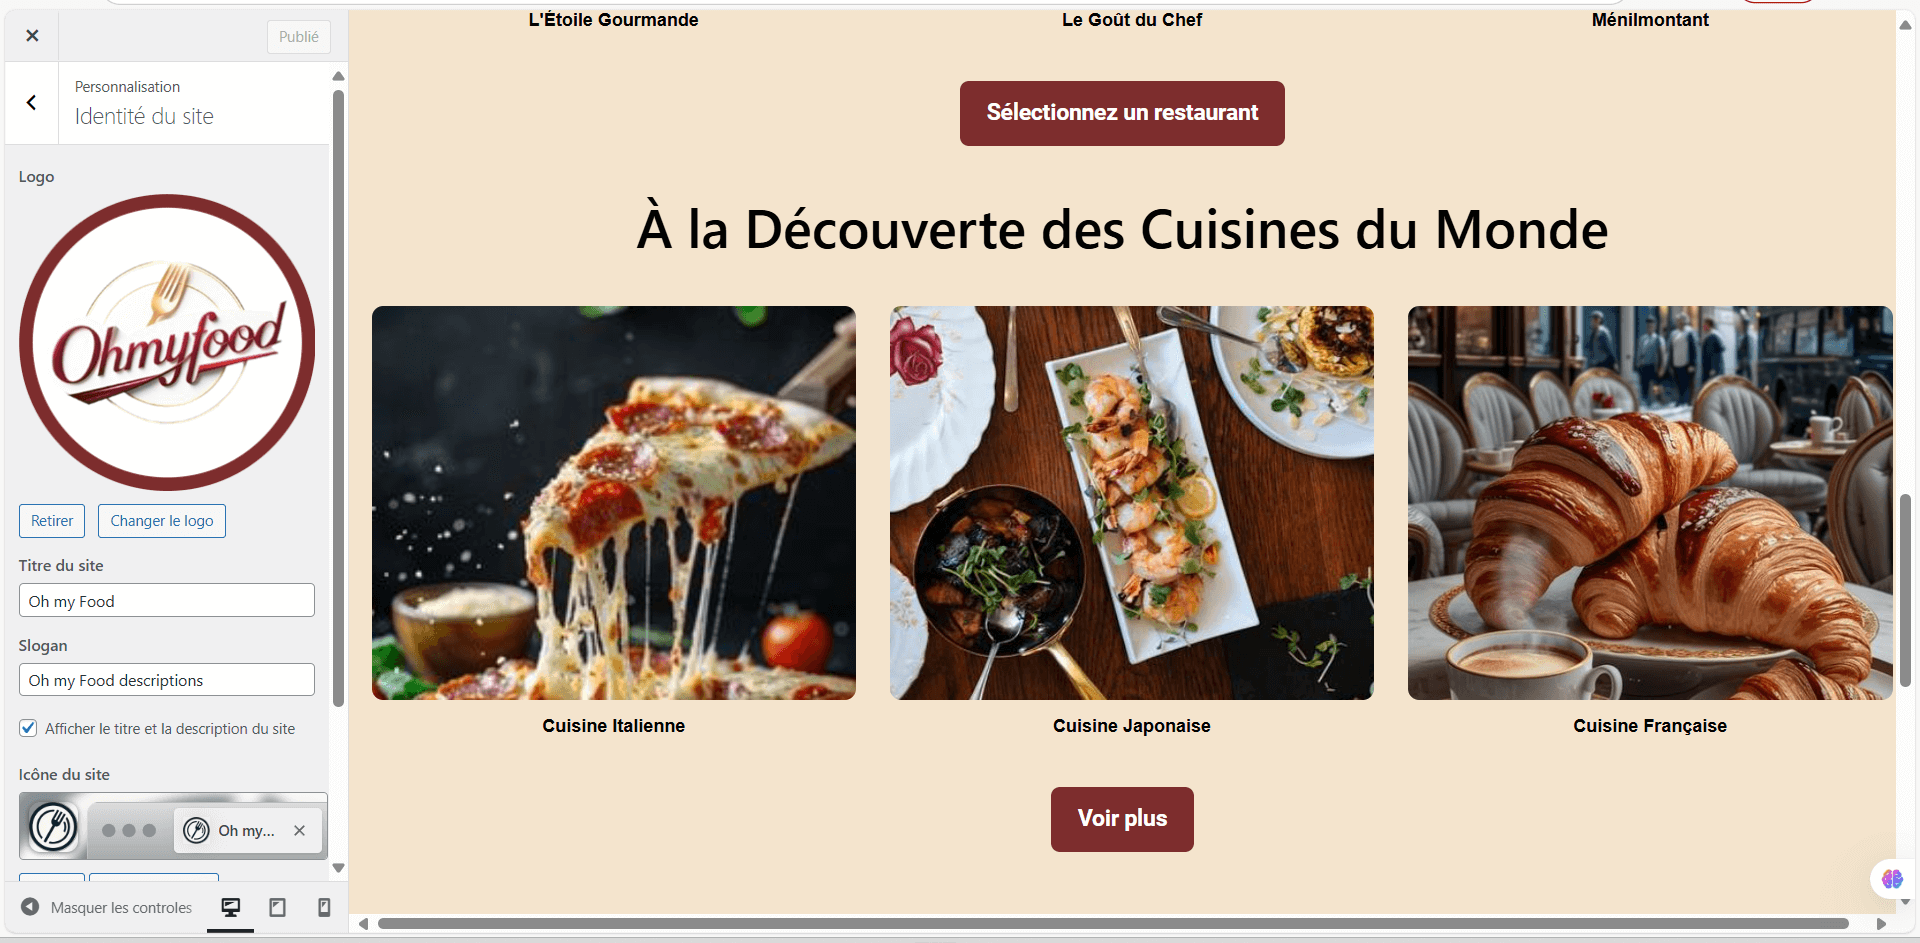 Publié
Personnalisation
Identité du site
Logo
Ohmyfood
Retirer
Changer le logo
Titre du site
Oh my Food
Slogan
Oh my Food descriptions
Afficher le titre et la description du site
Icône du site
Oh my...
Masquer les controles
L'Étoile Gourmande
Le Goût du Chef
Ménilmontant
Sélectionnez un restaurant
À la Découverte des Cuisines du Monde
Cuisine Italienne
Cuisine Japonaise
Cuisine Française
Voir plus